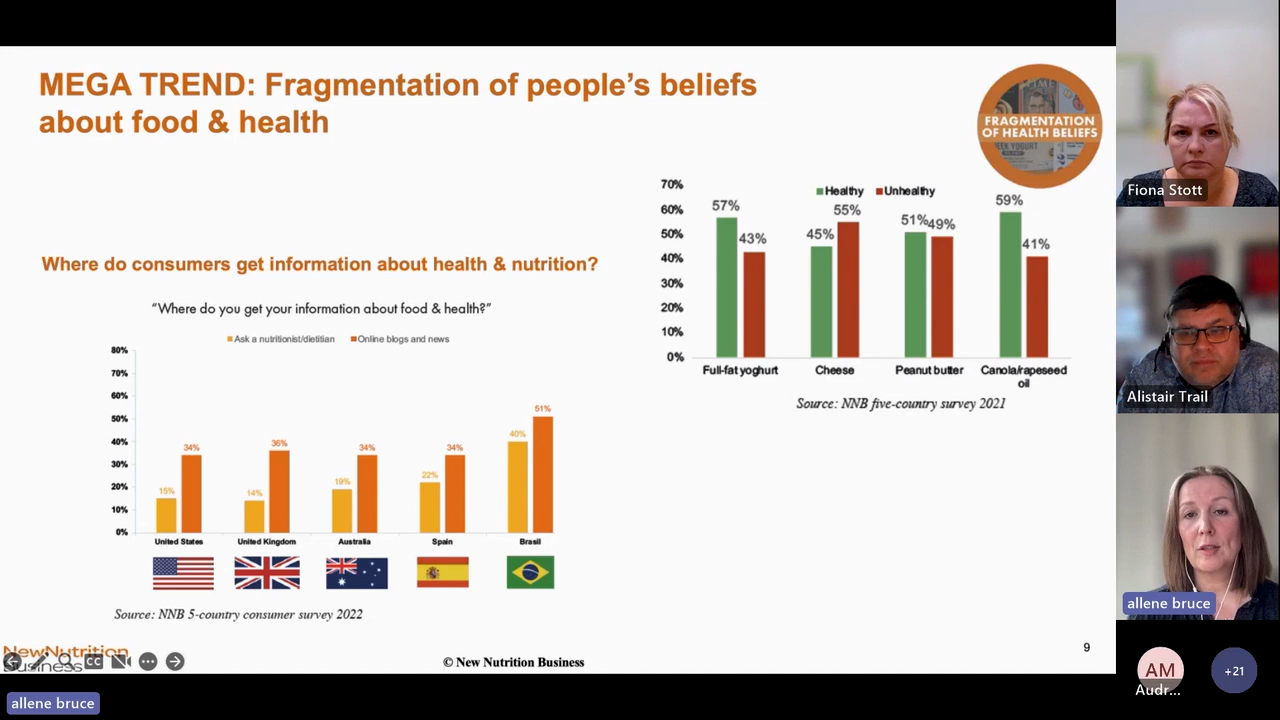 MEGA TREND: Fragmentation of people’s beliefs
about food & health
FRAGMENTATION
OF HEALTH BELIEFS
Where do consumers get information about health & nutrition?
“Where do you get your information about food & health?”
Ask a nutritionist/dietitian Online blogs and news
80%
70%
60%
50%
40%
30%
20%
10%
0%
15% 34% 14% 36% 19% 34% 22% 34% 40% 51%
United States United Kingdom Australia Spain Brasil
Source: NNB 5-country consumer survey 2022
Healthy Unhealthy
70%
60%
50%
40%
30%
20%
10%
0%
57% 43% 45% 55% 51% 49% 59% 41%
Full-fat yoghurt Cheese Peanut butter Canola/rapeseed
oil
Source: NNB five-country survey 2021
NewNutrition
Business
CC
© New Nutrition Business
9
allene bruce
Fiona Stott
Alistair Trail
allene bruce
AM
Audr...
+21